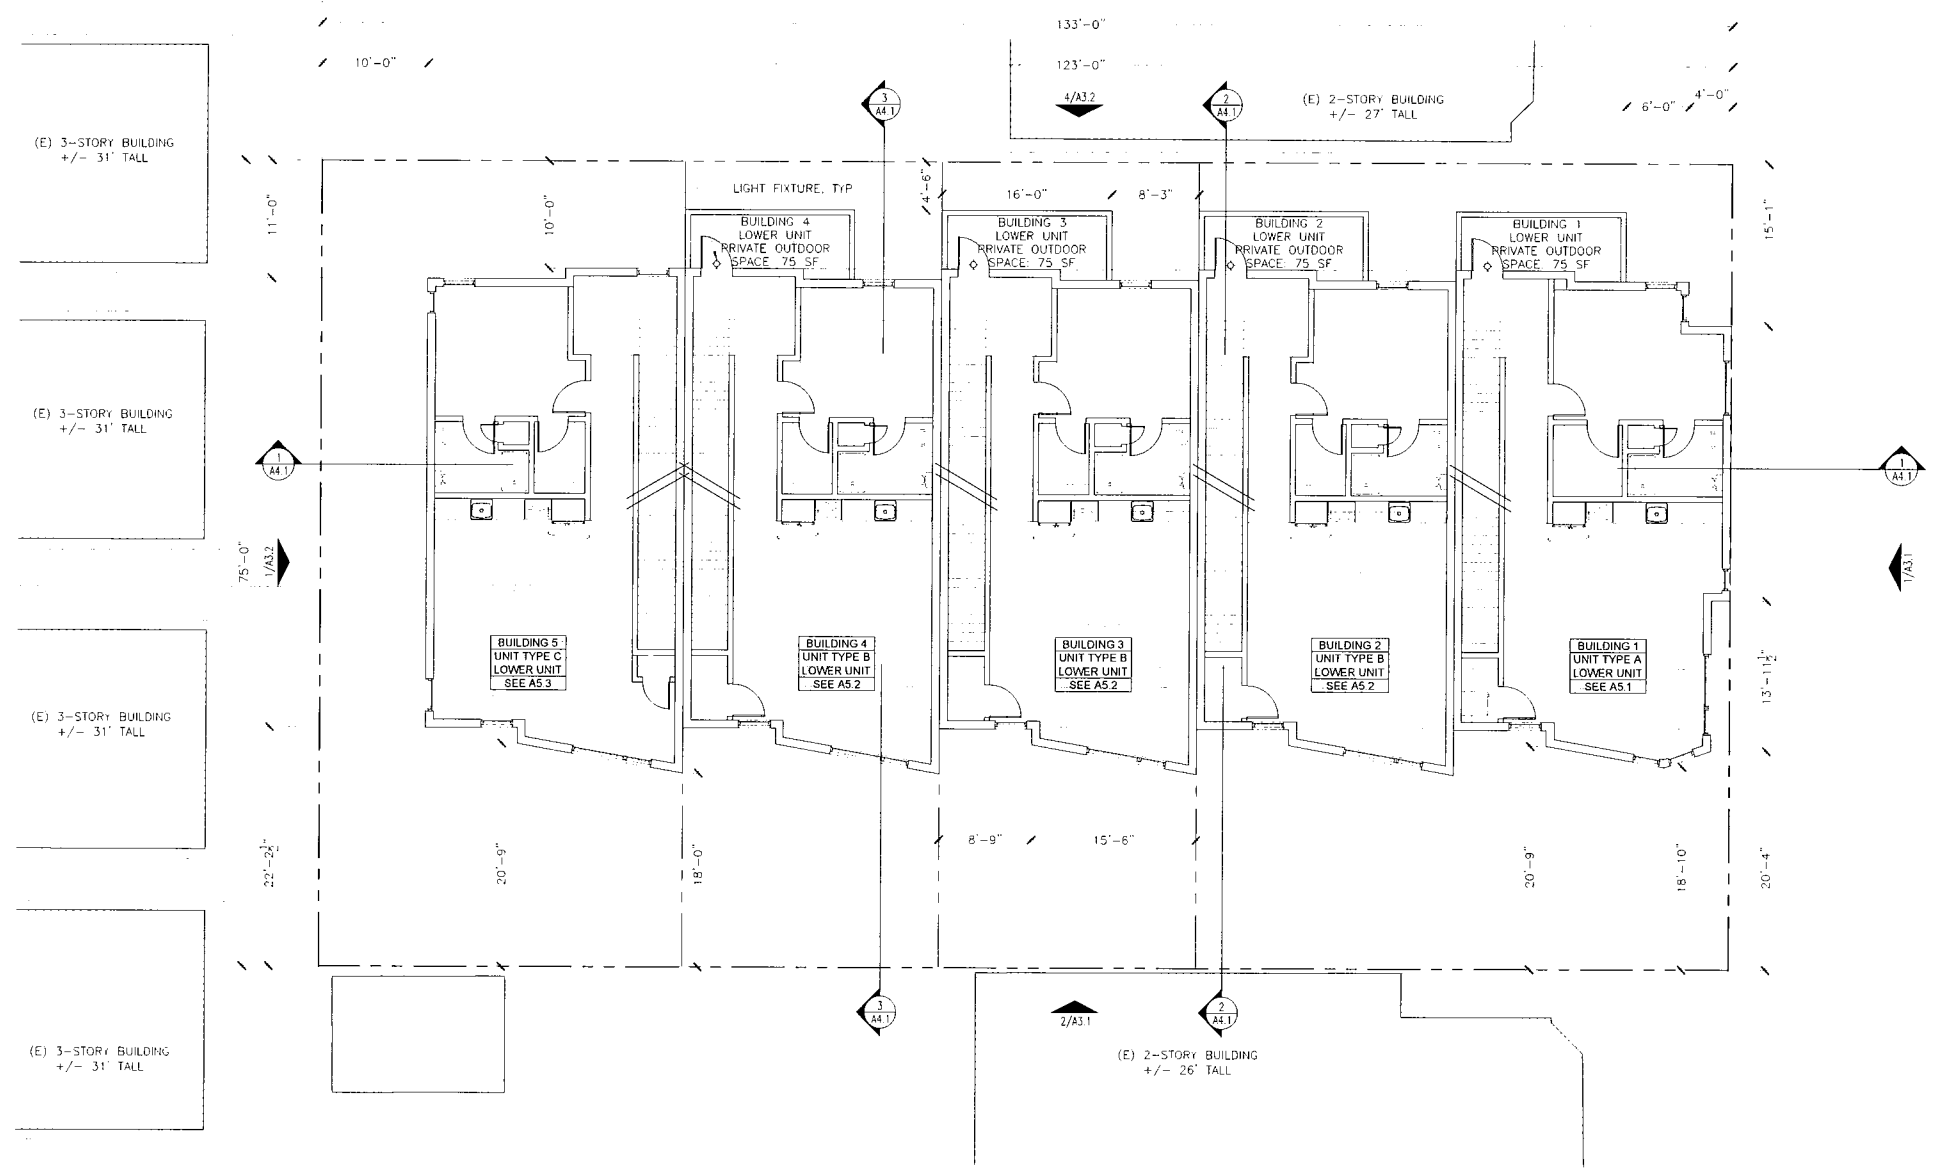 133'-0"
10'-0"
123'-0"
3
A4.1
4/A3.2
2
A4.1
(E) 2-STORY BUILDING
+/- 27' TALL
6'-0"
4'-0"
(E) 3-STORY BUILDING
+/- 31' TALL
11'-0"
10'-0"
LIGHT FIXTURE, TYP
4'-6"
16'-0"
8'-3"
15'-1"
BUILDING 4
LOWER UNIT
PRIVATE OUTDOOR
SPACE: 75 SF
BUILDING 3
LOWER UNIT
PRIVATE OUTDOOR
SPACE: 75 SF
BUILDING 2
LOWER UNIT
PRIVATE OUTDOOR
SPACE: 75 SF
BUILDING 1
LOWER UNIT
PRIVATE OUTDOOR
SPACE: 75 SF
(E) 3-STORY BUILDING
+/- 31' TALL
1
A4.1
1
A4.1
75'-0"
1/A3.2
1/A3.1
BUILDING 5
UNIT TYPE C
LOWER UNIT
SEE A5.3
BUILDING 4
UNIT TYPE B
LOWER UNIT
SEE A5.2
BUILDING 3
UNIT TYPE B
LOWER UNIT
SEE A5.2
BUILDING 2
UNIT TYPE B
LOWER UNIT
SEE A5.2
BUILDING 1
UNIT TYPE A
LOWER UNIT
SEE A5.1
13'-11½"
(E) 3-STORY BUILDING
+/- 31' TALL
22'-2½"
20'-9"
18'-0"
8'-9"
15'-6"
20'-9"
18'-10"
20'-4"
3
A4.1
2/A3.1
2
A4.1
(E) 3-STORY BUILDING
+/- 31' TALL
(E) 2-STORY BUILDING
+/- 26' TALL